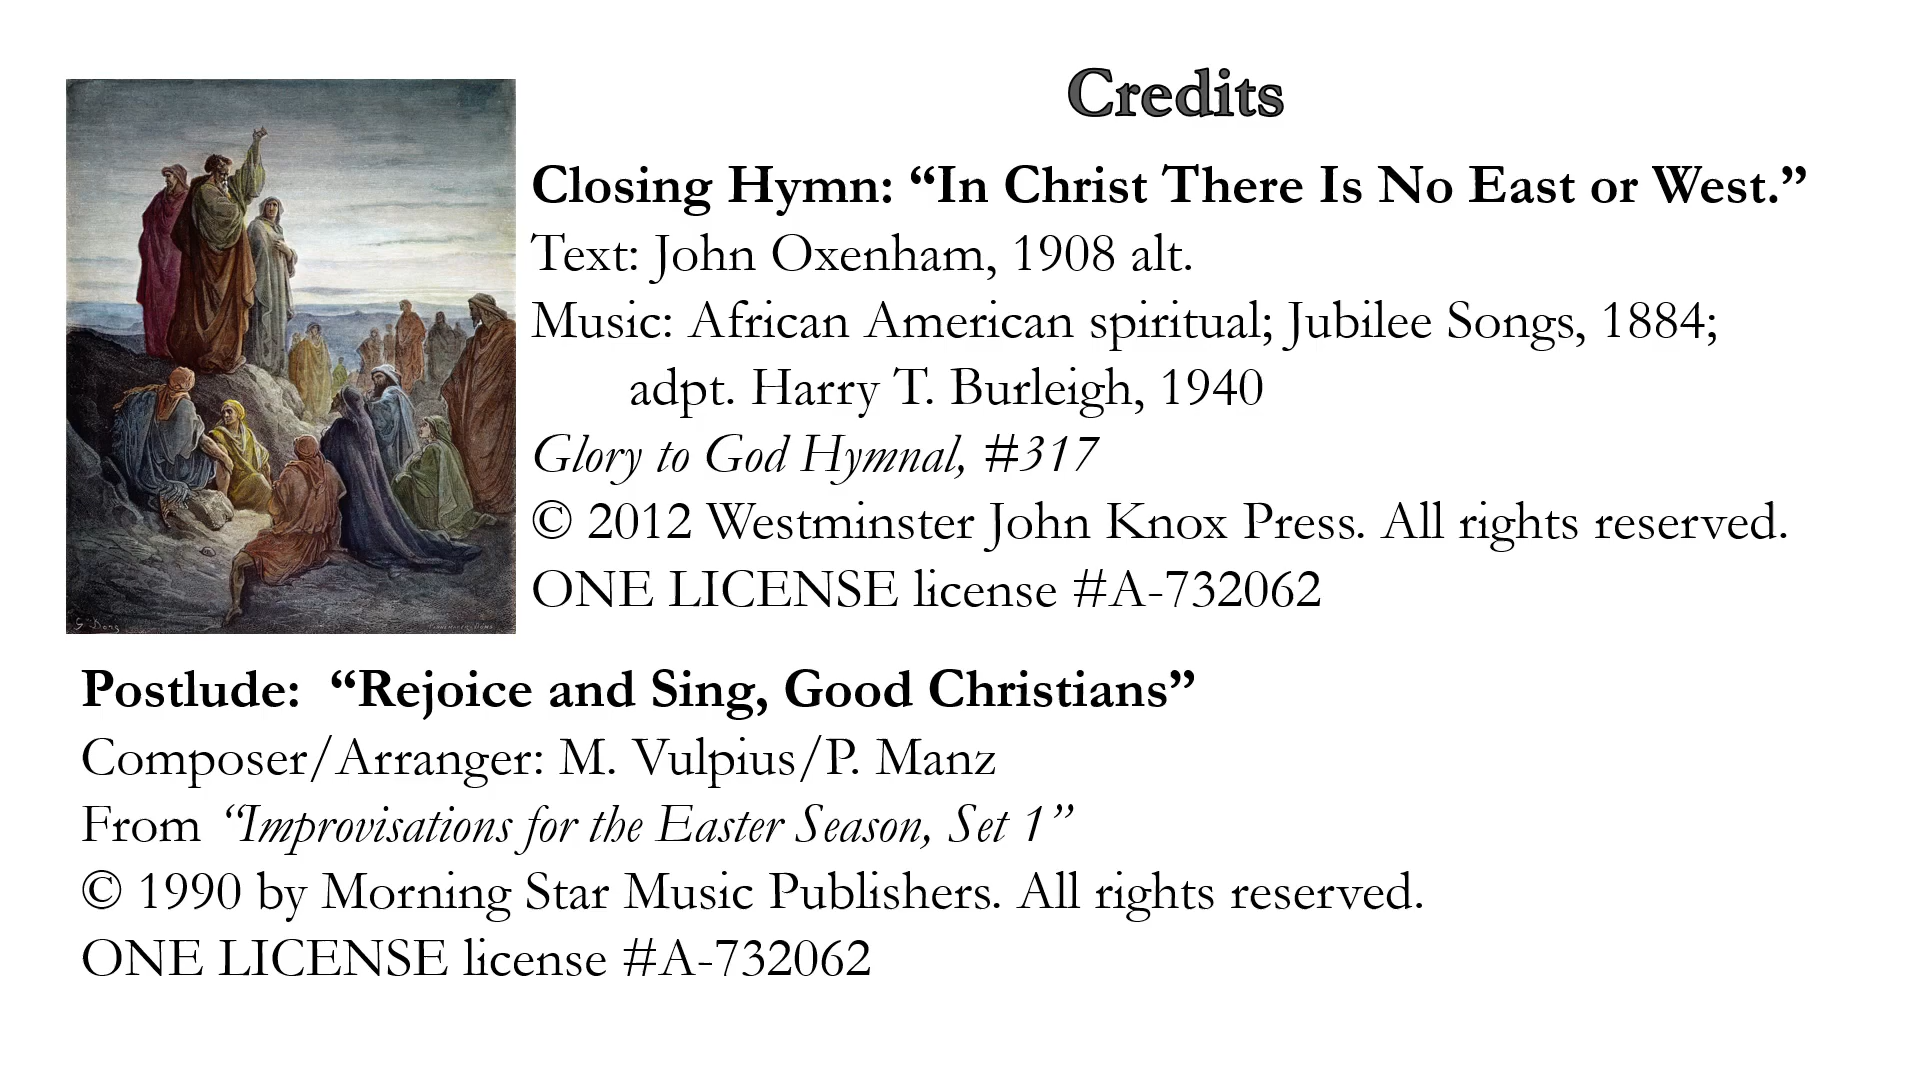 Credits
Closing Hymn: “In Christ There Is No East or West.”
Text: John Oxenham, 1908 alt.
Music: African American spiritual; Jubilee Songs, 1884;
adpt. Harry T. Burleigh, 1940
Glory to God Hymnal, #317
© 2012 Westminster John Knox Press. All rights reserved.
ONE LICENSE license #A-732062
G Doré
Postlude:  “Rejoice and Sing, Good Christians”
Composer/Arranger: M. Vulpius/P. Manz
From “Improvisations for the Easter Season, Set 1”
© 1990 by Morning Star Music Publishers. All rights reserved.
ONE LICENSE license #A-732062